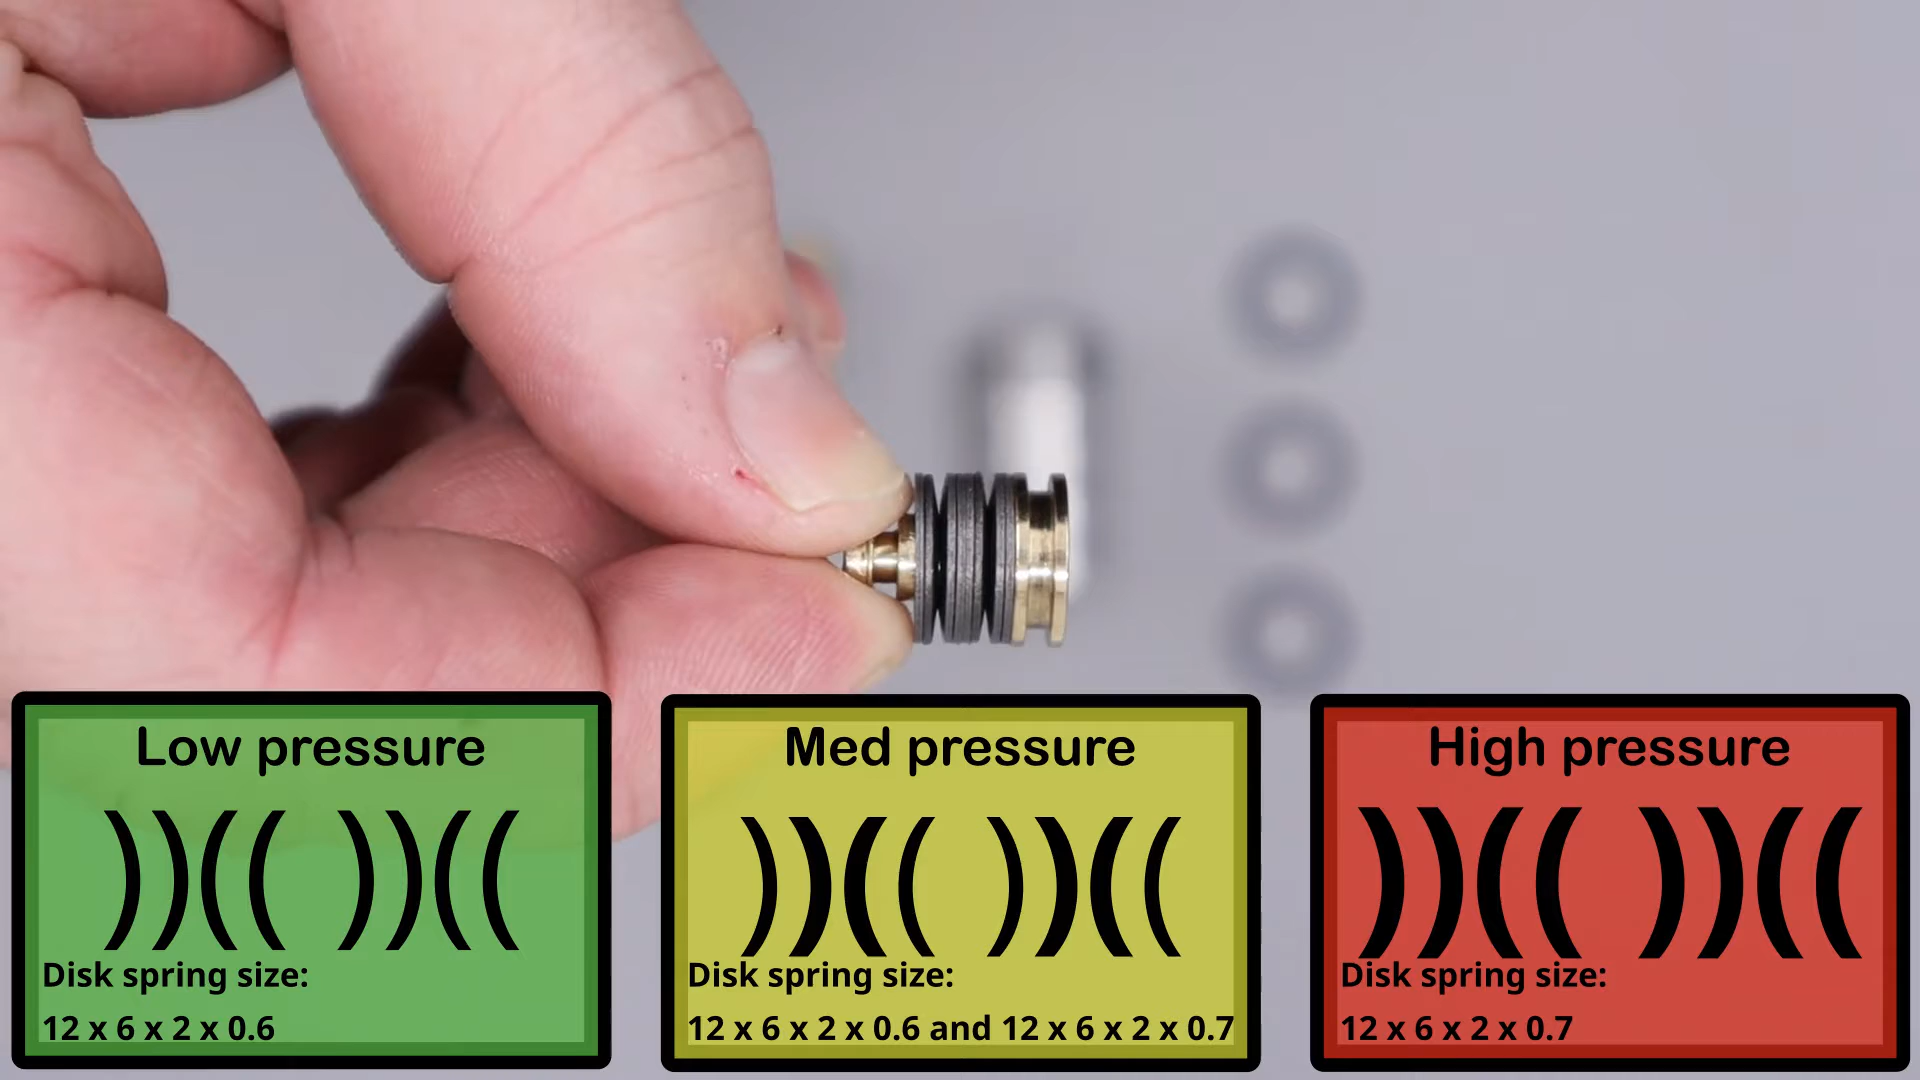 Low pressure
))(( ))((
Disk spring size:
12 x 6 x 2 x 0.6
Med pressure
))(( ))((
Disk spring size:
12 x 6 x 2 x 0.6 and 12 x 6 x 2 x 0.7
High pressure
))(( ))((
Disk spring size:
12 x 6 x 2 x 0.7